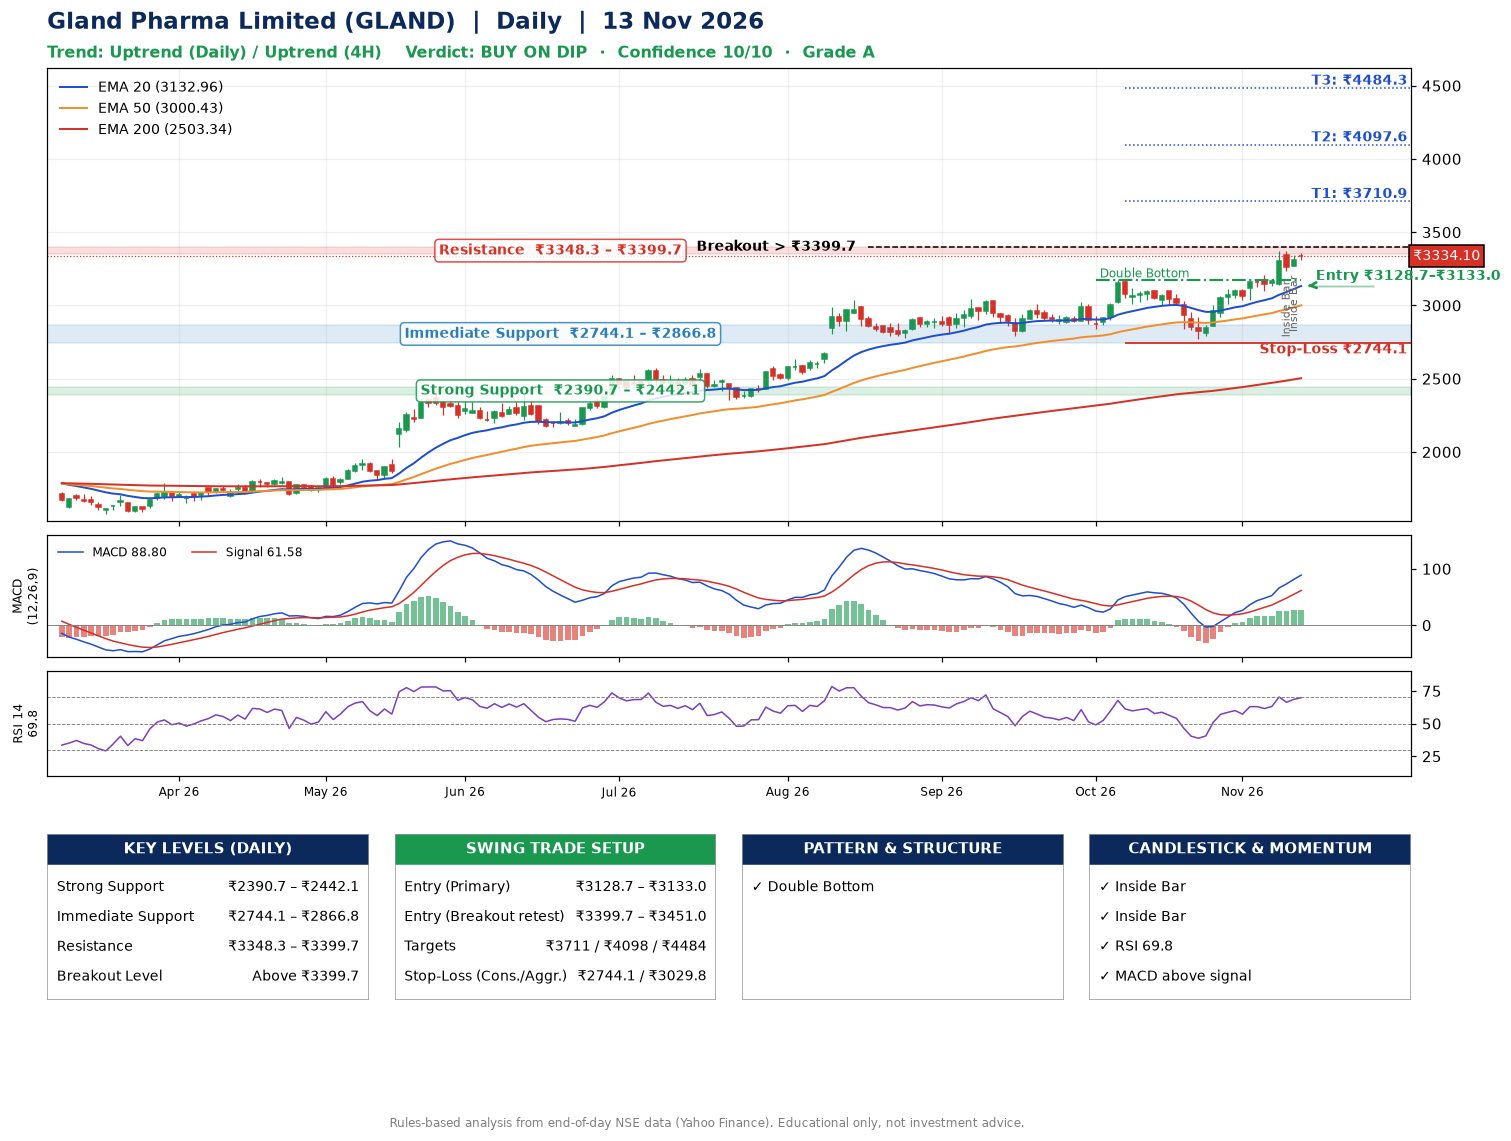 Gland Pharma Limited (GLAND) | Daily | 13 Nov 2026
Trend: Uptrend (Daily) / Uptrend (4H) Verdict: BUY ON DIP · Confidence 10/10 · Grade A
EMA 20 (3132.96)
EMA 50 (3000.43)
EMA 200 (2503.34)
T3: ₹4484.3
T2: ₹4097.6
T1: ₹3710.9
Resistance ₹3348.3 – ₹3399.7
Breakout > ₹3399.7
₹3334.10
Double Bottom
Entry ₹3128.7–₹3133.0
Inside Bar
Inside Bar
Immediate Support ₹2744.1 – ₹2866.8
Stop-Loss ₹2744.1
Strong Support ₹2390.7 – ₹2442.1
4500
4000
3500
3000
2500
2000
MACD 88.80
Signal 61.58
MACD
(12,26,9)
100
0
RSI 14
69.8
75
50
25
Apr 26
May 26
Jun 26
Jul 26
Aug 26
Sep 26
Oct 26
Nov 26
KEY LEVELS (DAILY)
Strong Support ₹2390.7 – ₹2442.1
Immediate Support ₹2744.1 – ₹2866.8
Resistance ₹3348.3 – ₹3399.7
Breakout Level Above ₹3399.7
SWING TRADE SETUP
Entry (Primary) ₹3128.7 – ₹3133.0
Entry (Breakout retest) ₹3399.7 – ₹3451.0
Targets ₹3711 / ₹4098 / ₹4484
Stop-Loss (Cons./Aggr.) ₹2744.1 / ₹3029.8
PATTERN & STRUCTURE
✓ Double Bottom
CANDLESTICK & MOMENTUM
✓ Inside Bar
✓ Inside Bar
✓ RSI 69.8
✓ MACD above signal
Rules-based analysis from end-of-day NSE data (Yahoo Finance). Educational only, not investment advice.